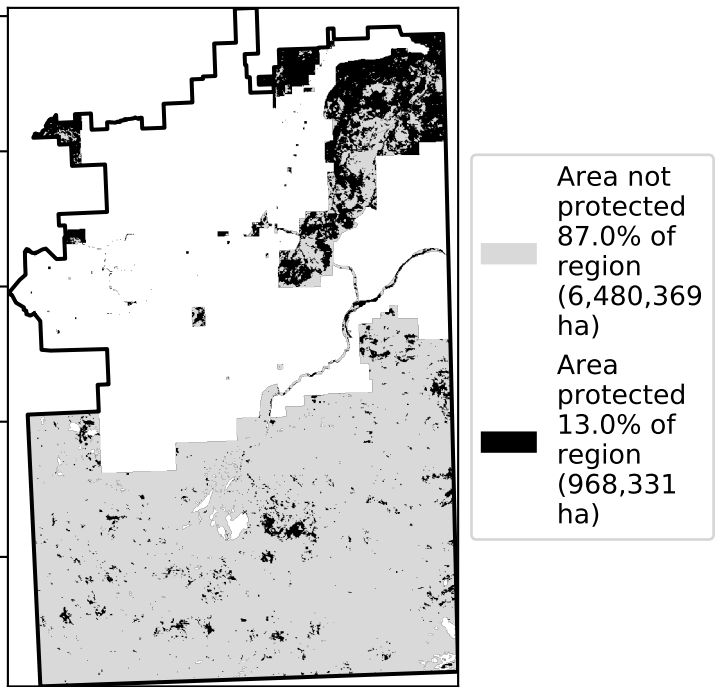 Area not
protected
87.0% of
region
(6,480,369
ha)
Area
protected
13.0% of
region
(968,331
ha)